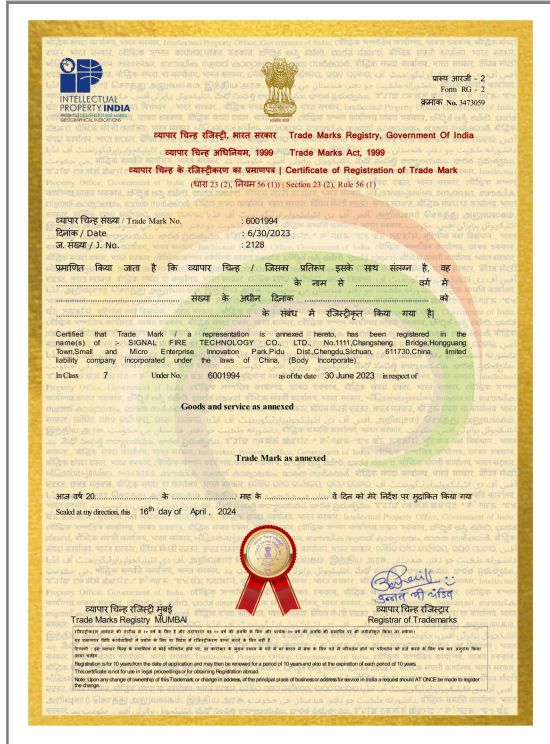 INTELLECTUAL
PROPERTY INDIA
PATENTS | DESIGNS | TRADE MARKS
GEOGRAPHICAL INDICATIONS
प्रारूप आरजी - 2
Form RG - 2
क्रमांक No. 3473059
व्यापार चिन्ह रजिस्ट्री, भारत सरकार Trade Marks Registry, Government Of India
व्यापार चिन्ह अधिनियम, 1999 Trade Marks Act, 1999
व्यापार चिन्ह के रजिस्ट्रीकरण का प्रमाणपत्र | Certificate of Registration of Trade Mark
(धारा 23 (2), नियम 56 (1)) | Section 23 (2), Rule 56 (1)
व्यापार चिन्ह संख्या / Trade Mark No. : 6001994
दिनांक / Date : 6/30/2023
ज. संख्या / J. No. : 2128
प्रमाणित किया जाता है कि व्यापार चिन्ह / जिसका प्रतिरूप इसके साथ संलग्न है, वह
........................ के नाम से ........................ वर्ग में
........................ संख्या के अधीन दिनांक ........................ को
........................ के संबंध में रजिस्ट्रीकृत किया गया है|
Certified that Trade Mark / a representation is annexed hereto, has been registered in the
name(s) of :- SIGNAL FIRE TECHNOLOGY CO., LTD., No.1111,Changsheng Bridge,Hongguang
Town,Small and Micro Enterprise Innovation Park,Pidu Dist,Chengdu,Sichuan, 611730.China, limited
liability company incorporated under the laws of China, (Body incorporate)
In Class 7 Under No. 6001994 as of the date 30 June 2023 in respect of
Goods and service as annexed
Trade Mark as annexed
आज वर्ष 20........................ के ........................ माह के ........................ वे दिन को मेरे निर्देश पर मुद्रांकित किया गया
Sealed at my direction, this 16th day of April , 2024
व्यापार चिन्ह रजिस्ट्री मुंबई
Trade Marks Registry MUMBAI
व्यापार चिन्ह रजिस्ट्रार
Registrar of Trademarks
Registration is for 10 years from the date of application and may then be renewed for a period of 10 years and also at the expiration of each period of 10 years
This certificate is not for use in legal proceedings or for obtaining Registration abroad.
Note: Upon any change of ownership of this Trademark, or change in address, of the principal place of business or address for service in India a request should AT ONCE be made to register
the change.